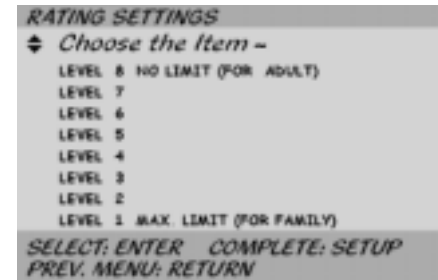 RATING SETTINGS
Choose the Item ~
LEVEL 8 NO LIMIT (FOR ADULT)
LEVEL 7
LEVEL 6
LEVEL 5
LEVEL 4
LEVEL 3
LEVEL 2
LEVEL 1 MAX. LIMIT (FOR FAMILY)
SELECT: ENTER COMPLETE: SETUP
PREV. MENU: RETURN